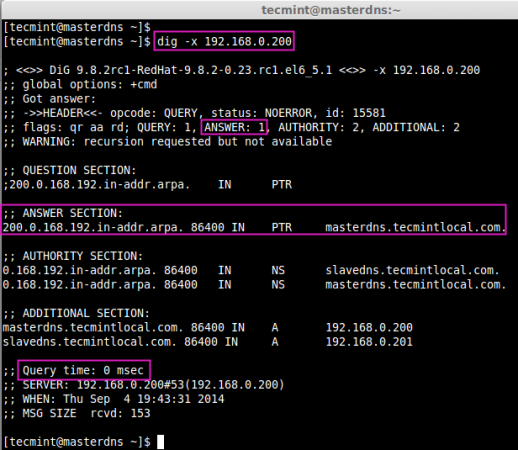 tecmint@masterdns:~
[tecmint@masterdns ~]$
[tecmint@masterdns ~]$ dig -x 192.168.0.200
; <<>> DiG 9.8.2rc1-RedHat-9.8.2-0.23.rc1.el6_5.1 <<>> -x 192.168.0.200
;; global options: +cmd
;; Got answer:
;; ->>HEADER<<- opcode: QUERY, status: NOERROR, id: 15581
;; flags: qr aa rd; QUERY: 1, ANSWER: 1, AUTHORITY: 2, ADDITIONAL: 2
;; WARNING: recursion requested but not available
;; QUESTION SECTION:
;200.0.168.192.in-addr.arpa. IN PTR
;; ANSWER SECTION:
200.0.168.192.in-addr.arpa. 86400 IN PTR masterdns.tecmintlocal.com.
;; AUTHORITY SECTION:
0.168.192.in-addr.arpa. 86400 IN NS slavedns.tecmintlocal.com.
0.168.192.in-addr.arpa. 86400 IN NS masterdns.tecmintlocal.com.
;; ADDITIONAL SECTION:
masterdns.tecmintlocal.com. 86400 IN A 192.168.0.200
slavedns.tecmintlocal.com. 86400 IN A 192.168.0.201
;; Query time: 0 msec
;; SERVER: 192.168.0.200#53(192.168.0.200)
;; WHEN: Thu Sep 4 19:43:31 2014
;; MSG SIZE rcvd: 153
[tecmint@masterdns ~]$